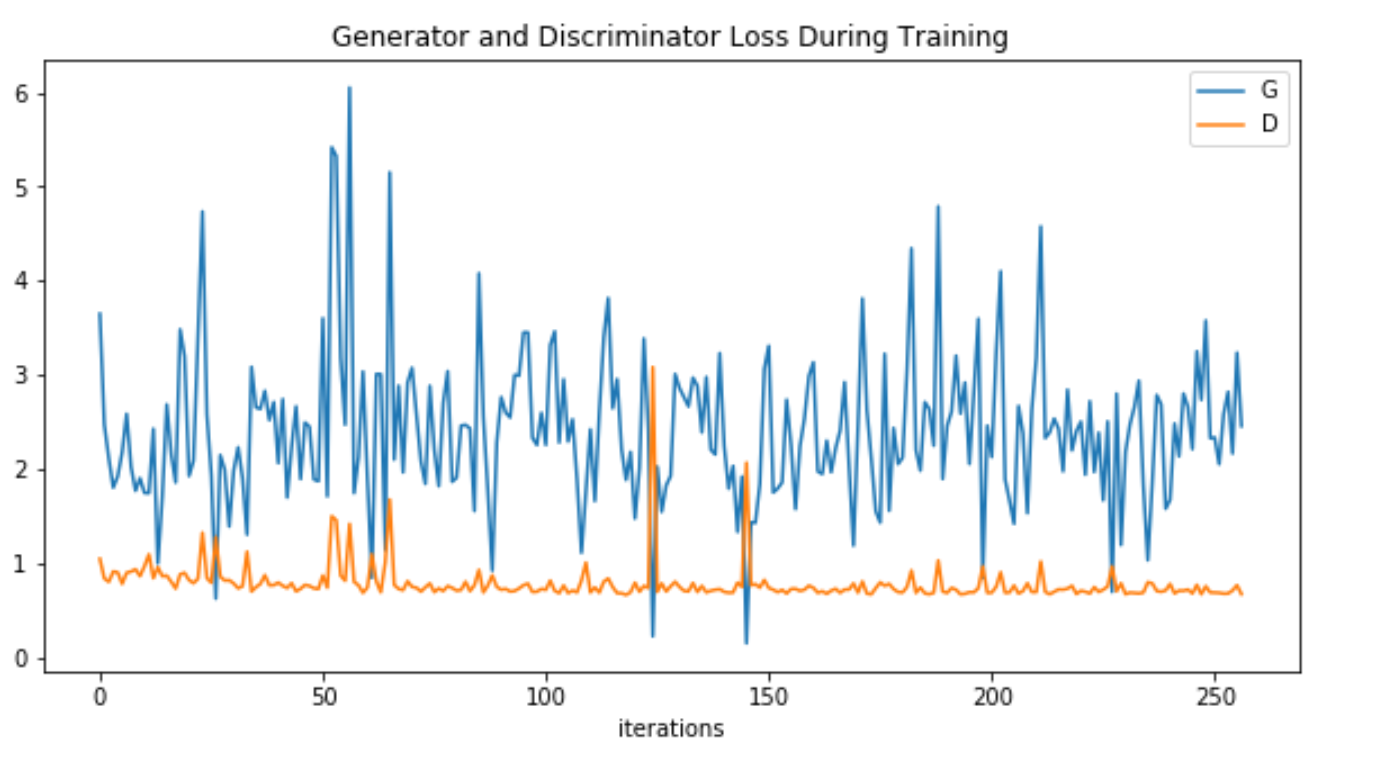 Generator and Discriminator Loss During Training
G
D
6
5
4
3
2
1
0
0 50 100 150 200 250
iterations